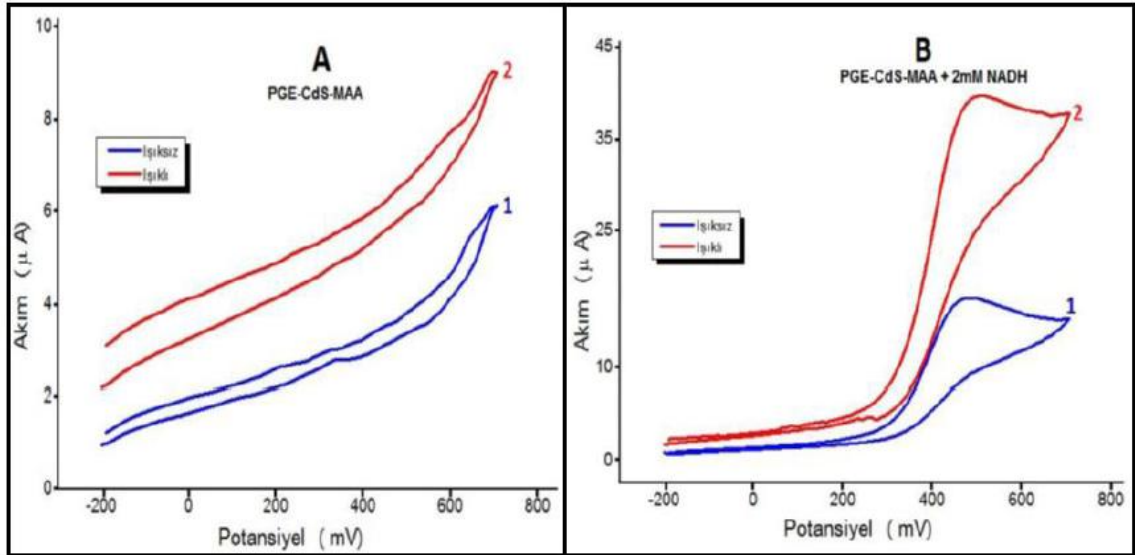 A
PGE-CdS-MAA
Işıksız
Işıklı
2
1
10
8
6
4
2
0
-200
0
200
400
600
800
Akım ( μ A)
Potansiyel ( mV)
B
PGE-CdS-MAA + 2mM NADH
Işıksız
Işıklı
2
1
45
35
25
10
0
-200
0
200
400
600
800
Akım ( μ A)
Potansiyel ( mV)